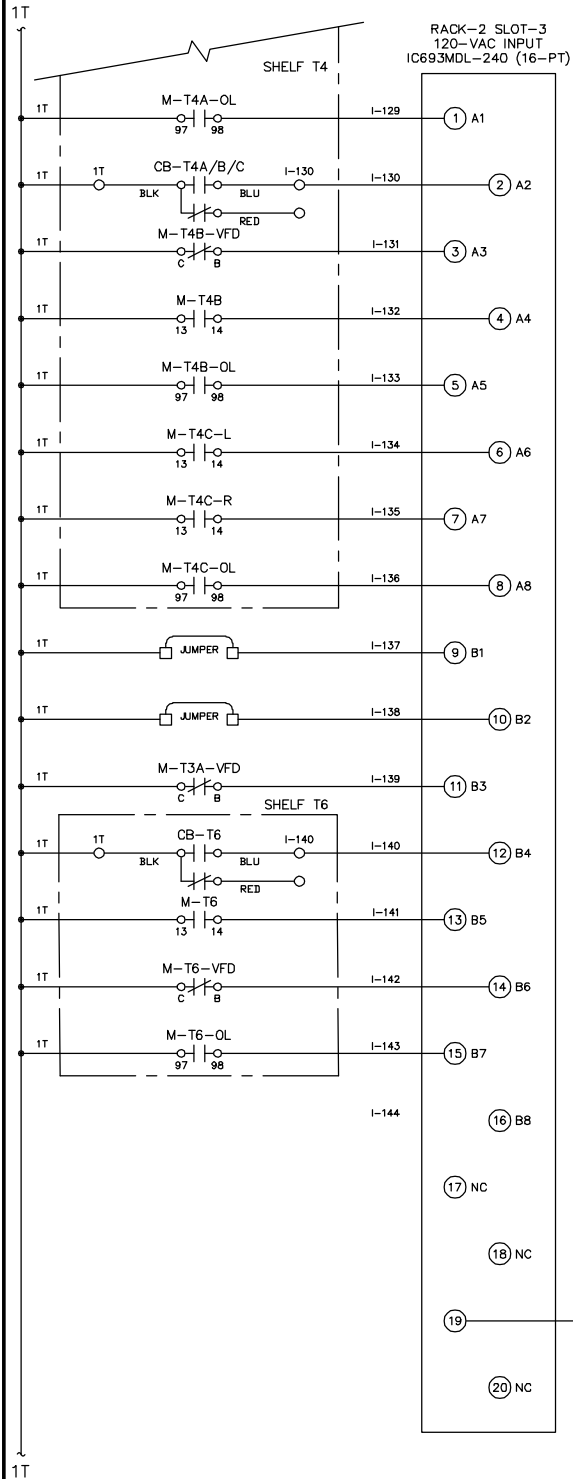 1T
RACK-2 SLOT-3
120-VAC INPUT
IC693MDL-240 (16-PT)
SHELF T4
1T M-T4A-OL 97 98 I-129 1 A1
1T 1T CB-T4A/B/C I-130 I-130 2 A2
BLK BLU
RED
1T M-T4B-VFD C B I-131 3 A3
1T M-T4B 13 14 I-132 4 A4
1T M-T4B-OL 97 98 I-133 5 A5
1T M-T4C-L 13 14 I-134 6 A6
1T M-T4C-R 13 14 I-135 7 A7
1T M-T4C-OL 97 98 I-136 8 A8
1T JUMPER I-137 9 B1
1T JUMPER I-138 10 B2
1T M-T3A-VFD C B I-139 11 B3
SHELF T6
1T 1T CB-T6 I-140 I-140 12 B4
BLK BLU
RED
1T M-T6 13 14 I-141 13 B5
1T M-T6-VFD C B I-142 14 B6
1T M-T6-OL 97 98 I-143 15 B7
I-144 16 B8
17 NC
18 NC
19
20 NC
1T